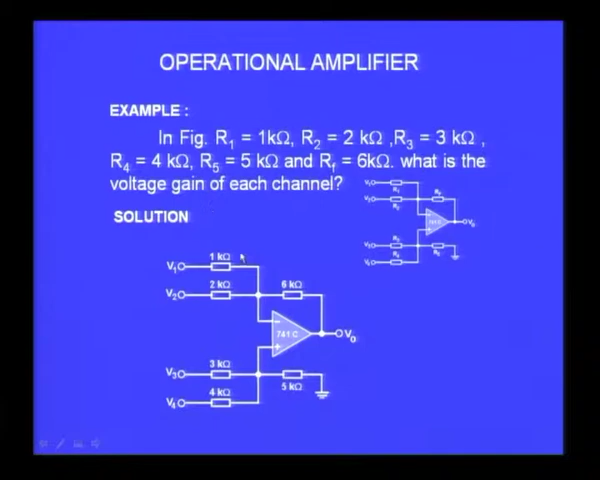 OPERATIONAL AMPLIFIER
EXAMPLE :
In Fig. R1 = 1kΩ, R2 = 2 kΩ ,R3 = 3 kΩ ,
R4 = 4 kΩ, R5 = 5 kΩ and Rf = 6kΩ. what is the
voltage gain of each channel?
SOLUTION
1 kΩ
V1
2 kΩ
V2
6 kΩ
741 C
V0
3 kΩ
V3
4 kΩ
V4
5 kΩ
V0